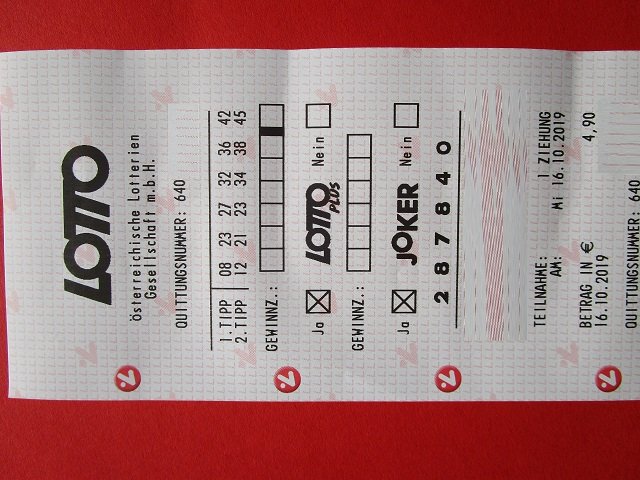 LOTTO
Österreichische Lotterien
Gesellschaft m.b.H.
QUITTUNGSNUMMER: 640
1.TIPP 08 23 27 32 36 42
2.TIPP 12 21 23 34 38 45
GEWINNZ.:
Ja LOTTO PLUS Nein
GEWINNZ.:
Ja JOKER Nein
2 8 7 8 4 0
TEILNAHME: 1 ZIEHUNG
AM: Mi 16.10.2019
BETRAG IN € 4,90
16.10.2019
QUITTUNGSNUMMER: 640